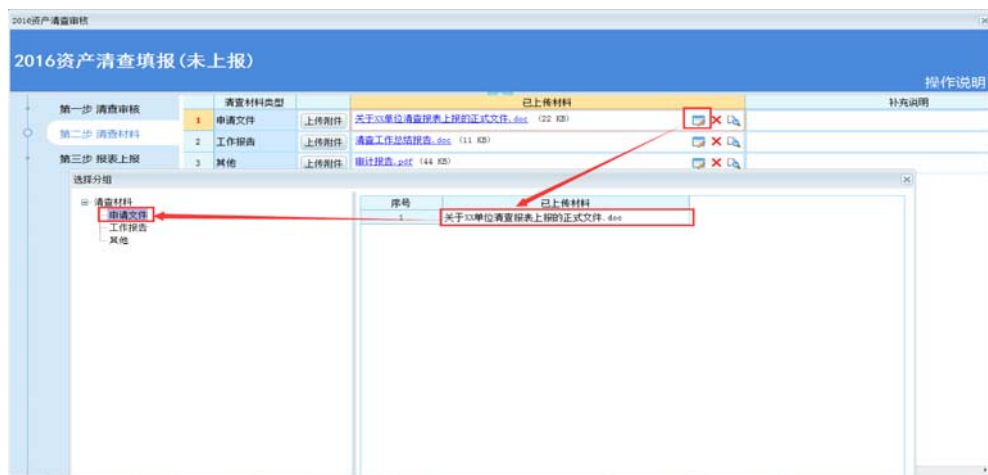 2016资产清查审核
2016资产清查填报(未上报)
操作说明
第一步 清查审核
第二步 清查材料
第三步 报表上报
清查材料类型 已上传材料 补充说明
1 申请文件 上传附件 关于XX单位清查报表上报的正式文件.doc (22 KB)
2 工作报告 上传附件 清查工作总结报告.doc (11 KB)
3 其他 上传附件 审计报告.pdf (44 KB)
选择分组
清查材料
申请文件
工作报告
其他
序号 已上传材料
1 关于XX单位清查报表上报的正式文件.doc